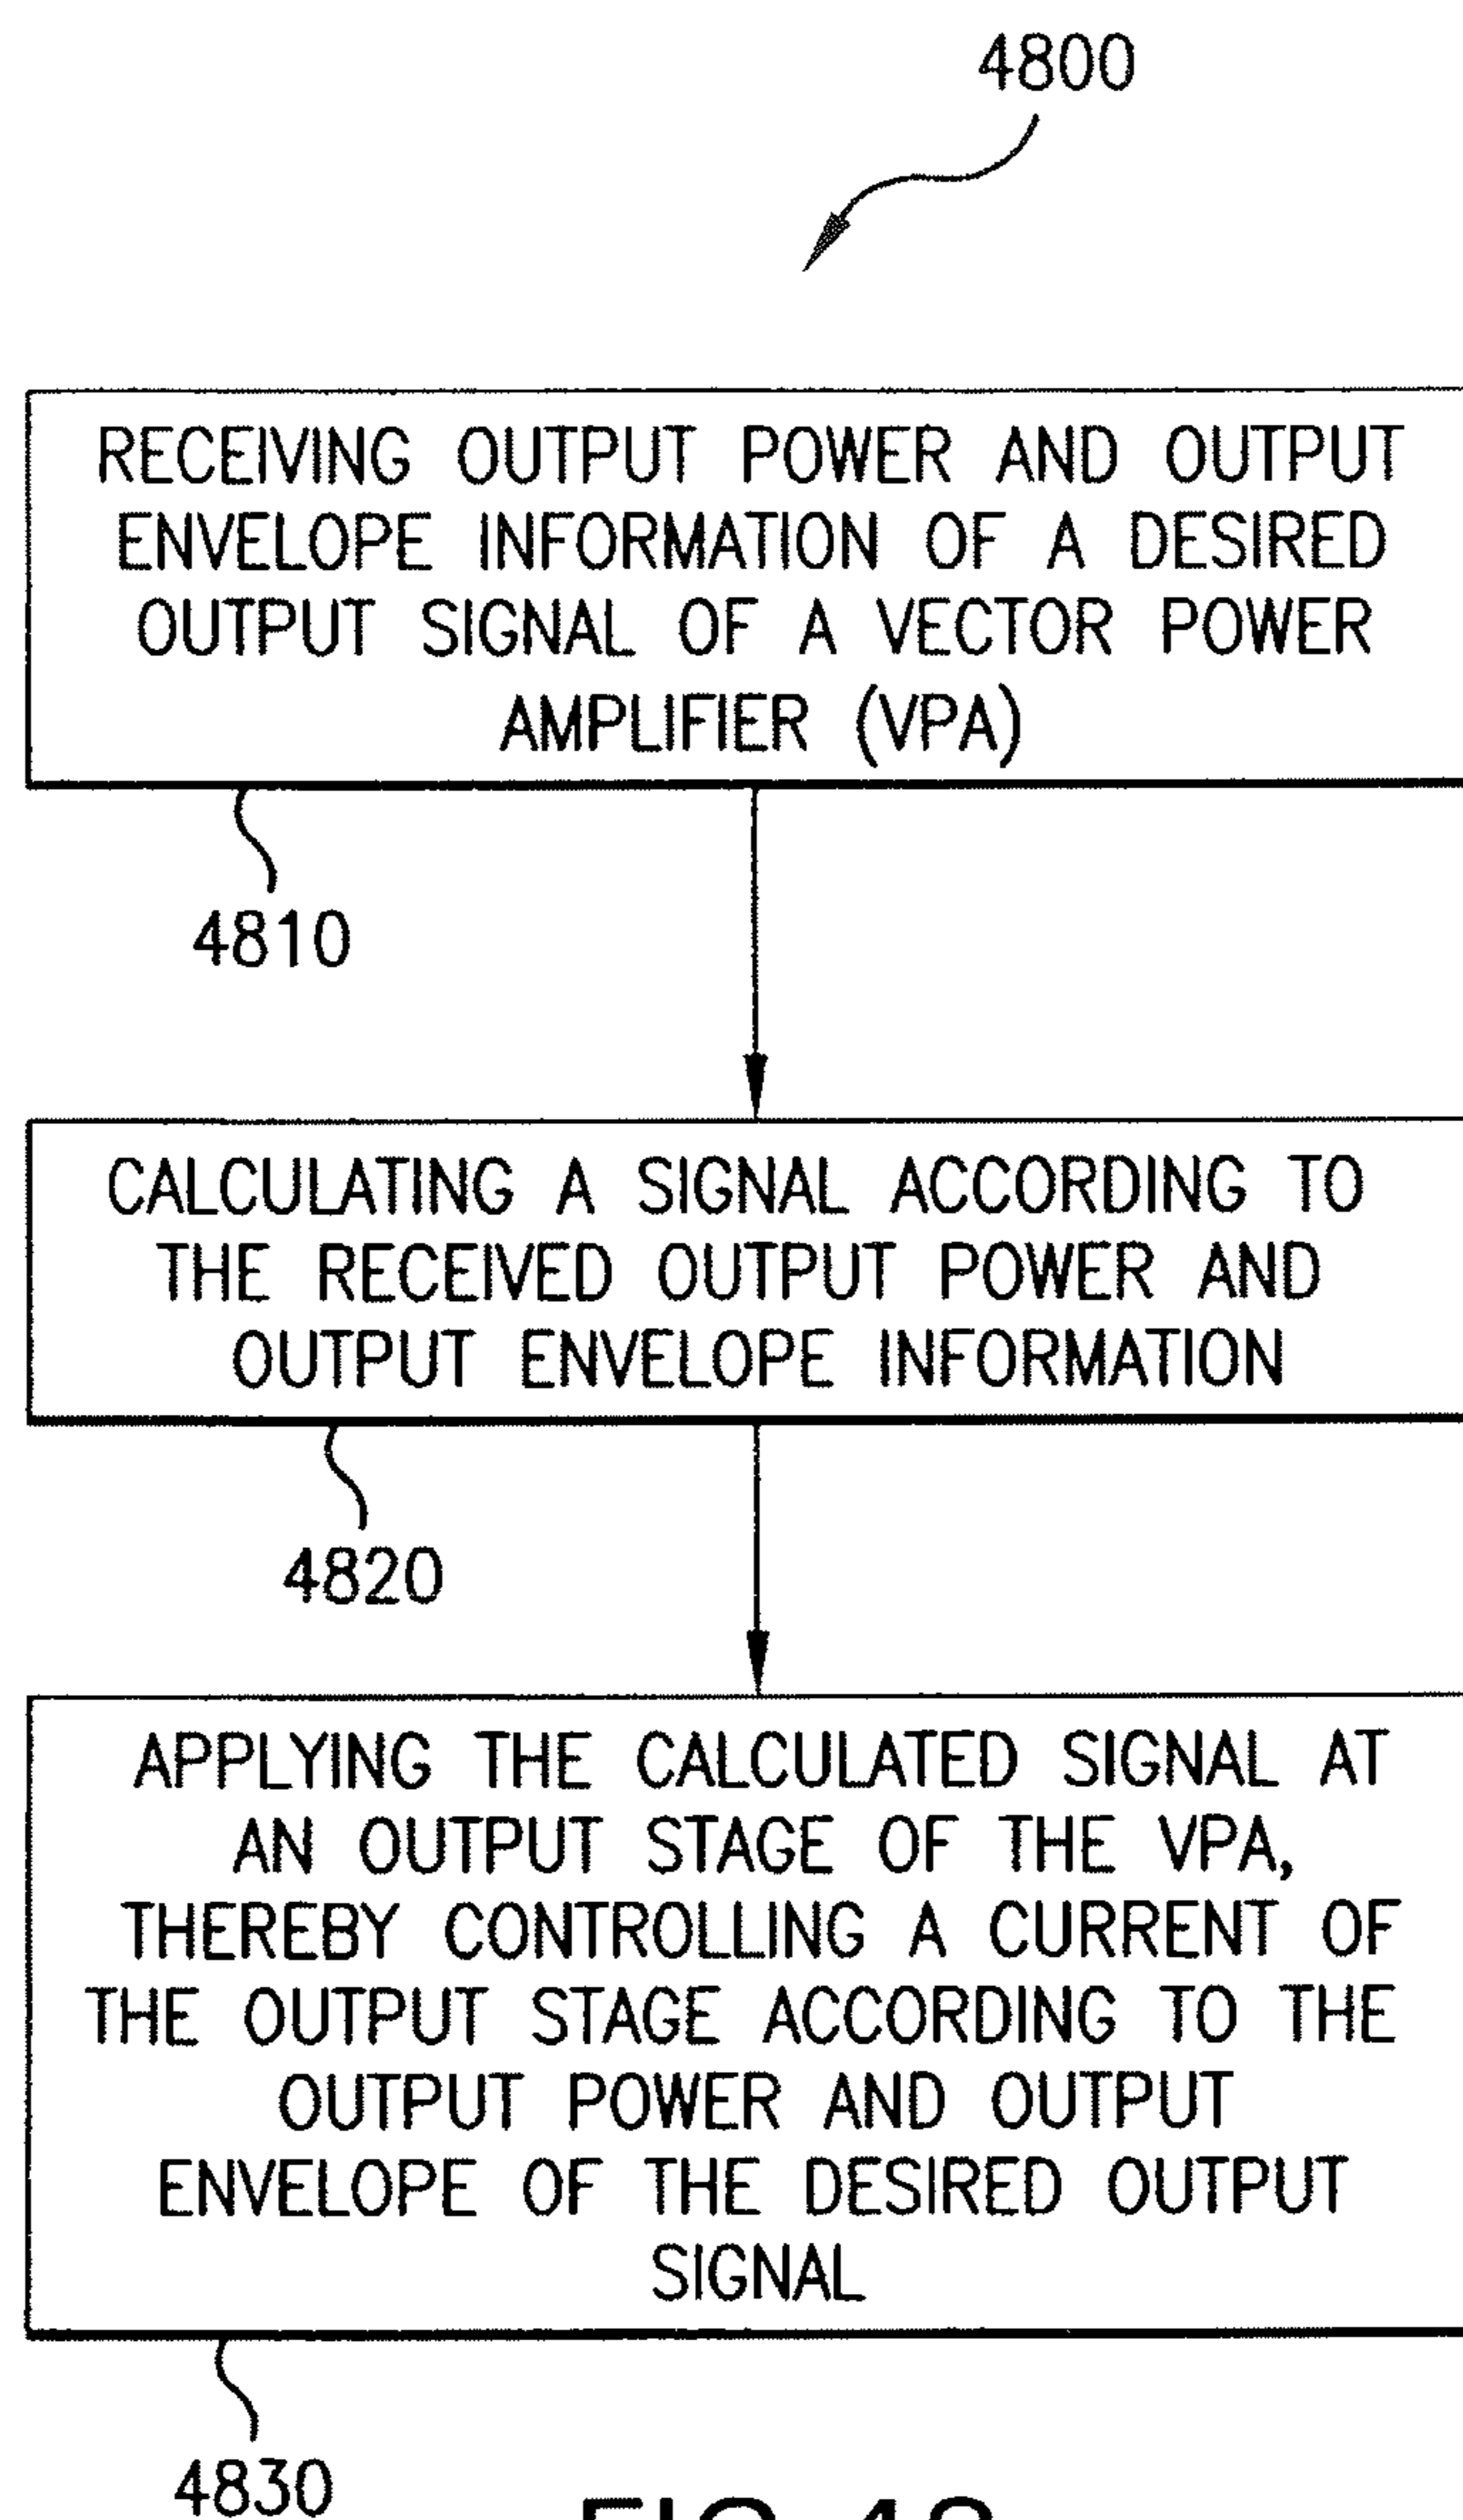 4800
RECEIVING OUTPUT POWER AND OUTPUT
ENVELOPE INFORMATION OF A DESIRED
OUTPUT SIGNAL OF A VECTOR POWER
AMPLIFIER (VPA)
4810
CALCULATING A SIGNAL ACCORDING TO
THE RECEIVED OUTPUT POWER AND
OUTPUT ENVELOPE INFORMATION
4820
APPLYING THE CALCULATED SIGNAL AT
AN OUTPUT STAGE OF THE VPA,
THEREBY CONTROLLING A CURRENT OF
THE OUTPUT STAGE ACCORDING TO THE
OUTPUT POWER AND OUTPUT
ENVELOPE OF THE DESIRED OUTPUT
SIGNAL
4830